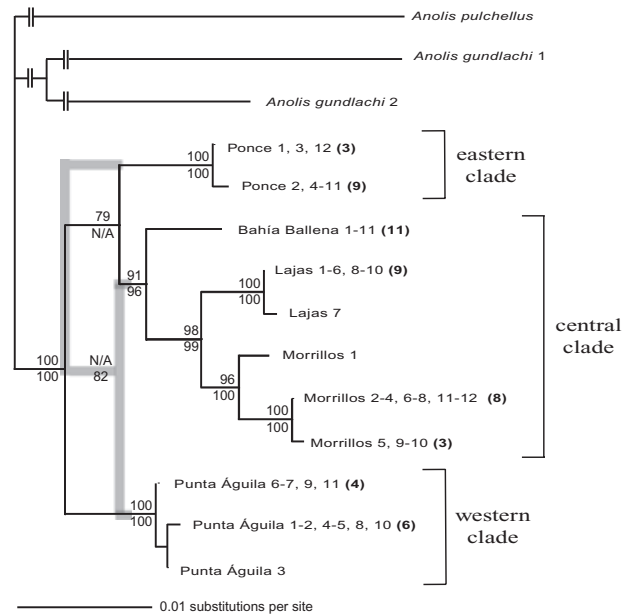 Anolis pulchellus
Anolis gundlachi 1
Anolis gundlachi 2
100
100
Ponce 1, 3, 12 (3)
Ponce 2, 4-11 (9)
eastern
clade
79
N/A
Bahía Ballena 1-11 (11)
91
96
Lajas 1-6, 8-10 (9)
100
100
Lajas 7
98
99
Morrillos 1
96
100
Morrillos 2-4, 6-8, 11-12 (8)
100
100
Morrillos 5, 9-10 (3)
central
clade
100
100
N/A
82
Punta Águila 6-7, 9, 11 (4)
100
100
Punta Águila 1-2, 4-5, 8, 10 (6)
Punta Águila 3
western
clade
0.01 substitutions per site